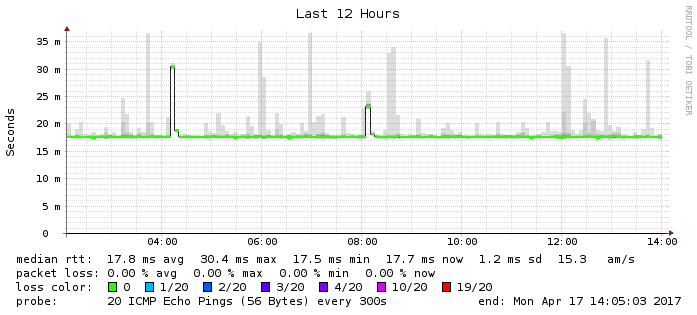 Last 12 Hours
RRDTOOL / TOBI OETIKER
Seconds
35 m
30 m
25 m
20 m
15 m
10 m
5 m
0
04:00 06:00 08:00 10:00 12:00 14:00
median rtt: 17.8 ms avg 30.4 ms max 17.5 ms min 17.7 ms now 1.2 ms sd 15.3 am/s
packet loss: 0.00 % avg 0.00 % max 0.00 % min 0.00 % now
loss color: 0 1/20 2/20 3/20 4/20 10/20 19/20
probe: 20 ICMP Echo Pings (56 Bytes) every 300s end: Mon Apr 17 14:05:03 2017